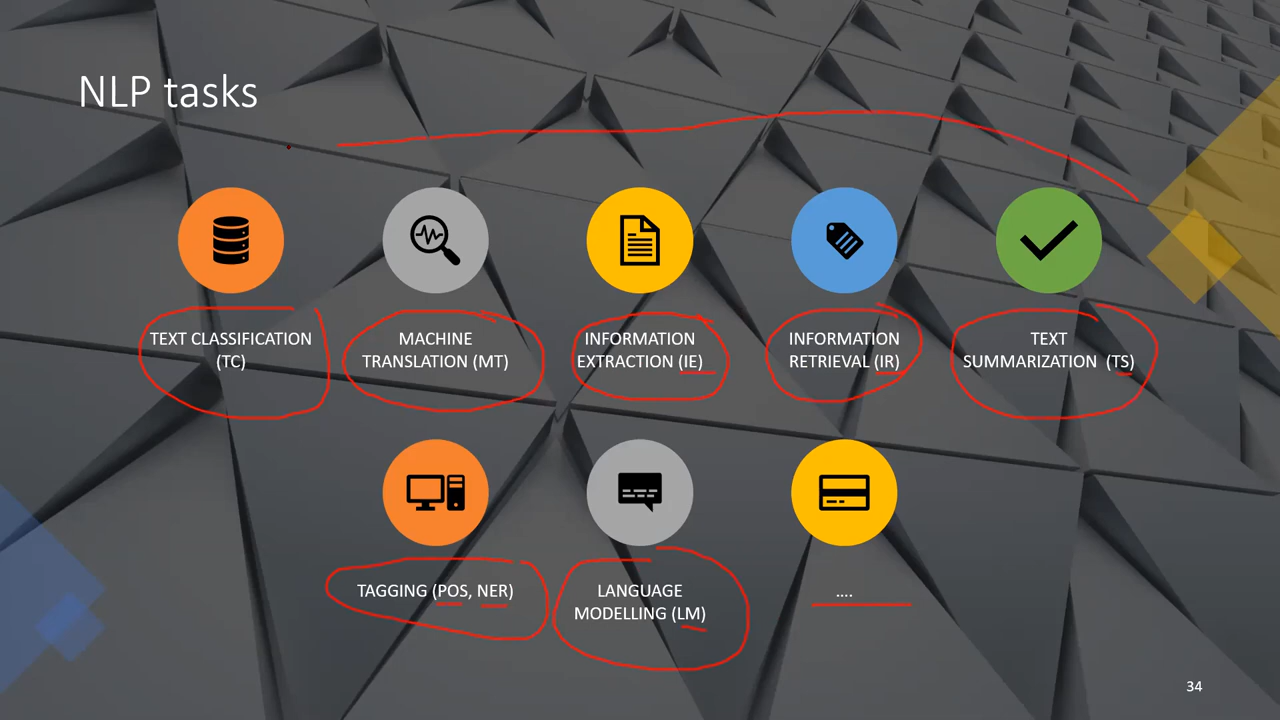 NLP tasks
TEXT CLASSIFICATION
(TC)
MACHINE
TRANSLATION (MT)
INFORMATION
EXTRACTION (IE)
INFORMATION
RETRIEVAL (IR)
TEXT
SUMMARIZATION (TS)
TAGGING (POS, NER)
LANGUAGE
MODELLING (LM)
....
34